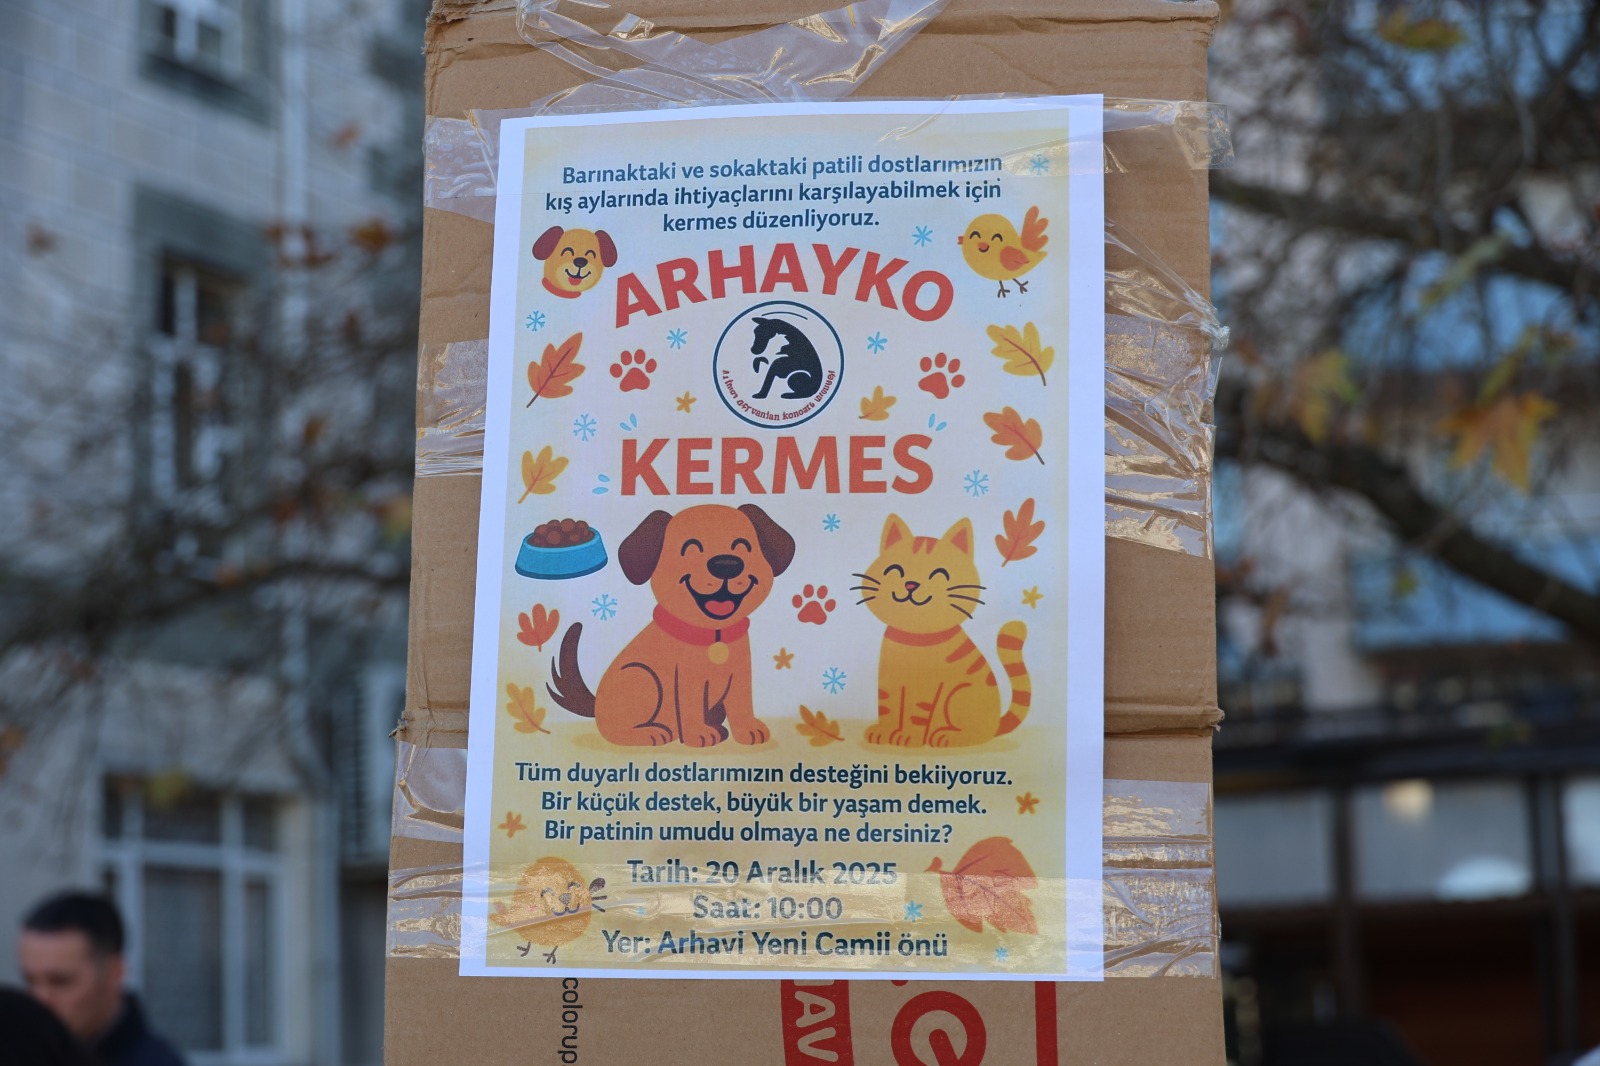 Barınaktaki ve sokaktaki patili dostlarımızın
kış aylarında ihtiyaçlarını karşılayabilmek için
kermes düzenliyoruz.
ARHAYKO
KERMES
Tüm duyarlı dostlarımızın desteğini bekiiyoruz.
Bir küçük destek, büyük bir yaşam demek.
Bir patinin umudu olmaya ne dersiniz?
Tarih: 20 Aralık 2025
Saat: 10:00
Yer: Arhavi Yeni Camii önü